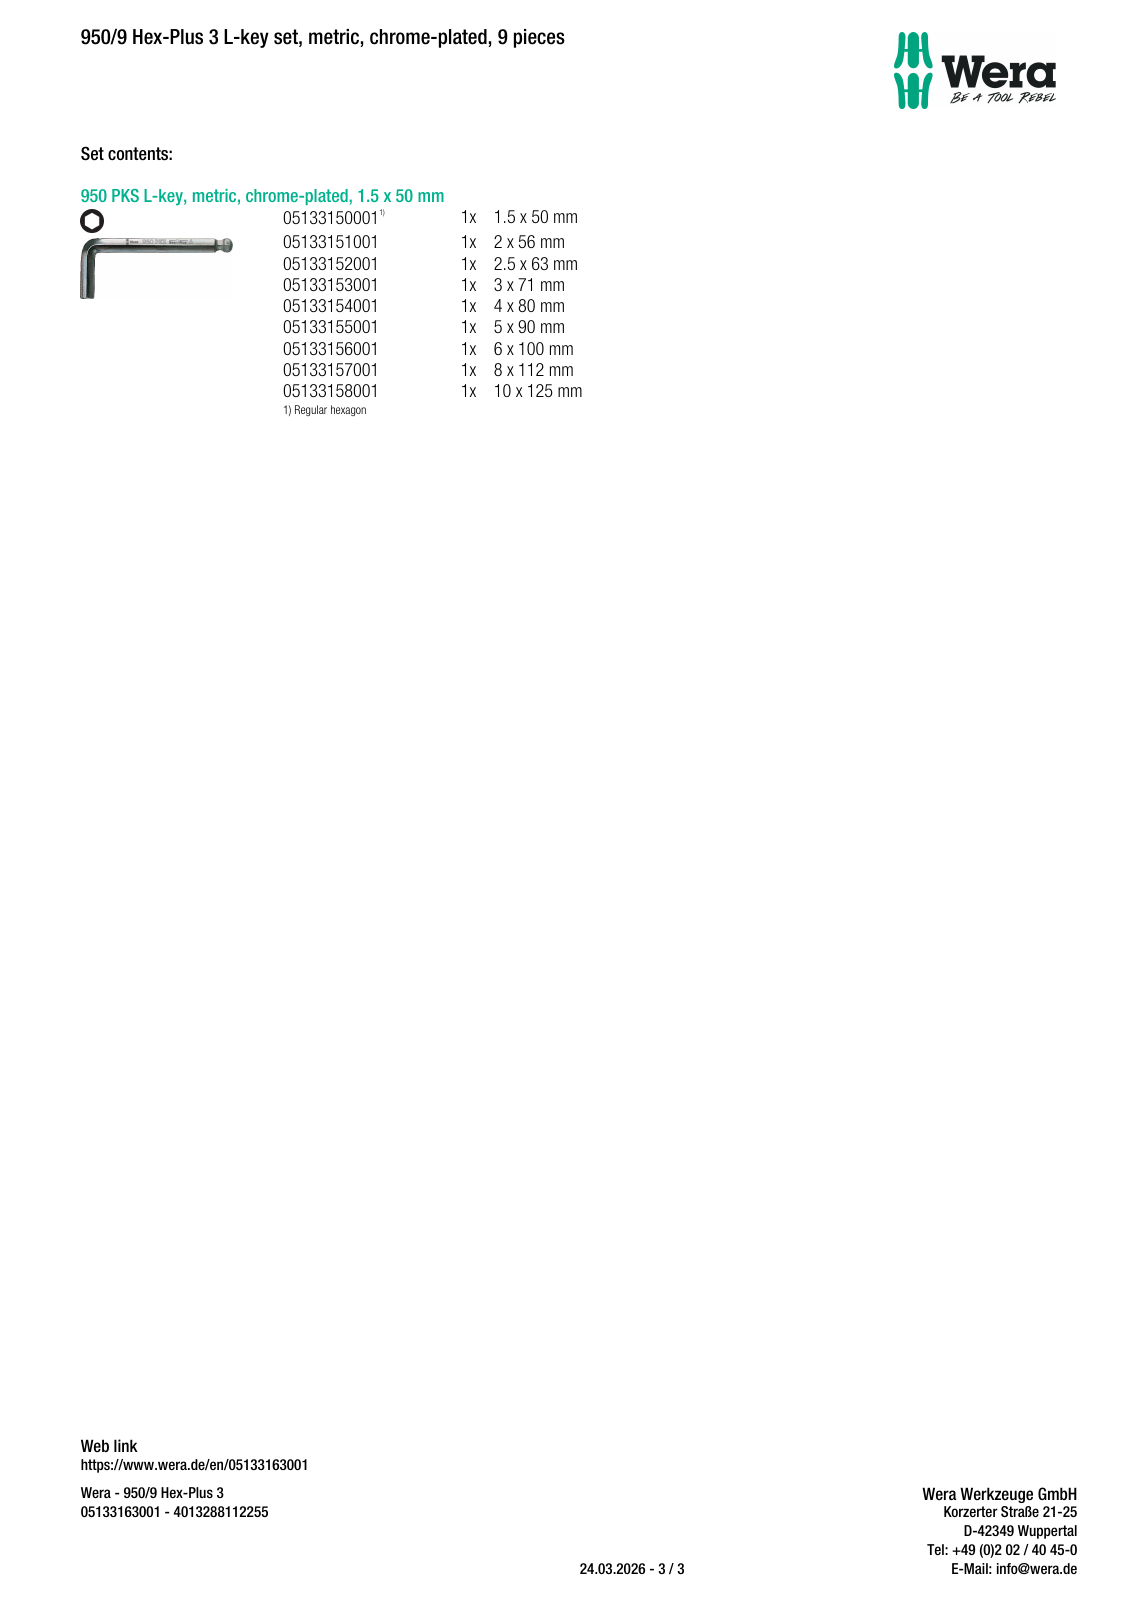 950/9 Hex-Plus 3 L-key set, metric, chrome-plated, 9 pieces
Wera
BE A TOOL REBEL
Set contents:
950 PKS L-key, metric, chrome-plated, 1.5 x 50 mm
05133150001 1) 1x 1.5 x 50 mm
05133151001 1x 2 x 56 mm
05133152001 1x 2.5 x 63 mm
05133153001 1x 3 x 71 mm
05133154001 1x 4 x 80 mm
05133155001 1x 5 x 90 mm
05133156001 1x 6 x 100 mm
05133157001 1x 8 x 112 mm
05133158001 1x 10 x 125 mm
1) Regular hexagon
Web link
https://www.wera.de/en/05133163001
Wera - 950/9 Hex-Plus 3
05133163001 - 4013288112255
Wera Werkzeuge GmbH
Korzerter Straße 21-25
D-42349 Wuppertal
Tel: +49 (0)2 02 / 40 45-0
E-Mail: info@wera.de
24.03.2026 - 3 / 3